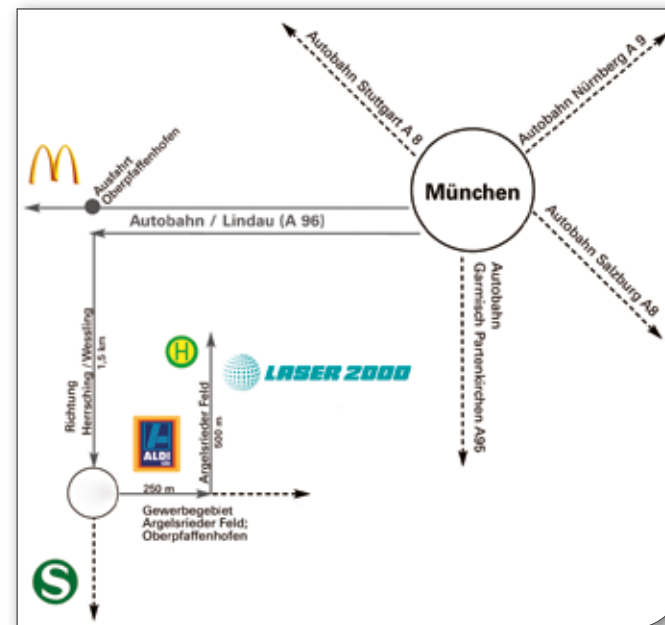 Autobahn Stuttgart A 8
Autobahn Nürnberg A 9
München
Ausfahrt
Oberpfaffenhofen
Autobahn / Lindau (A 96)
Autobahn Salzburg A8
Autobahn
Garmisch Partenkirchen A95
Richtung
Herrsching / Wessling
1,5 km
H
LASER 2000
Argelsrieder Feld
500 m
ALDI
250 m
Gewerbegebiet
Argelsrieder Feld;
Oberpfaffenhofen
S